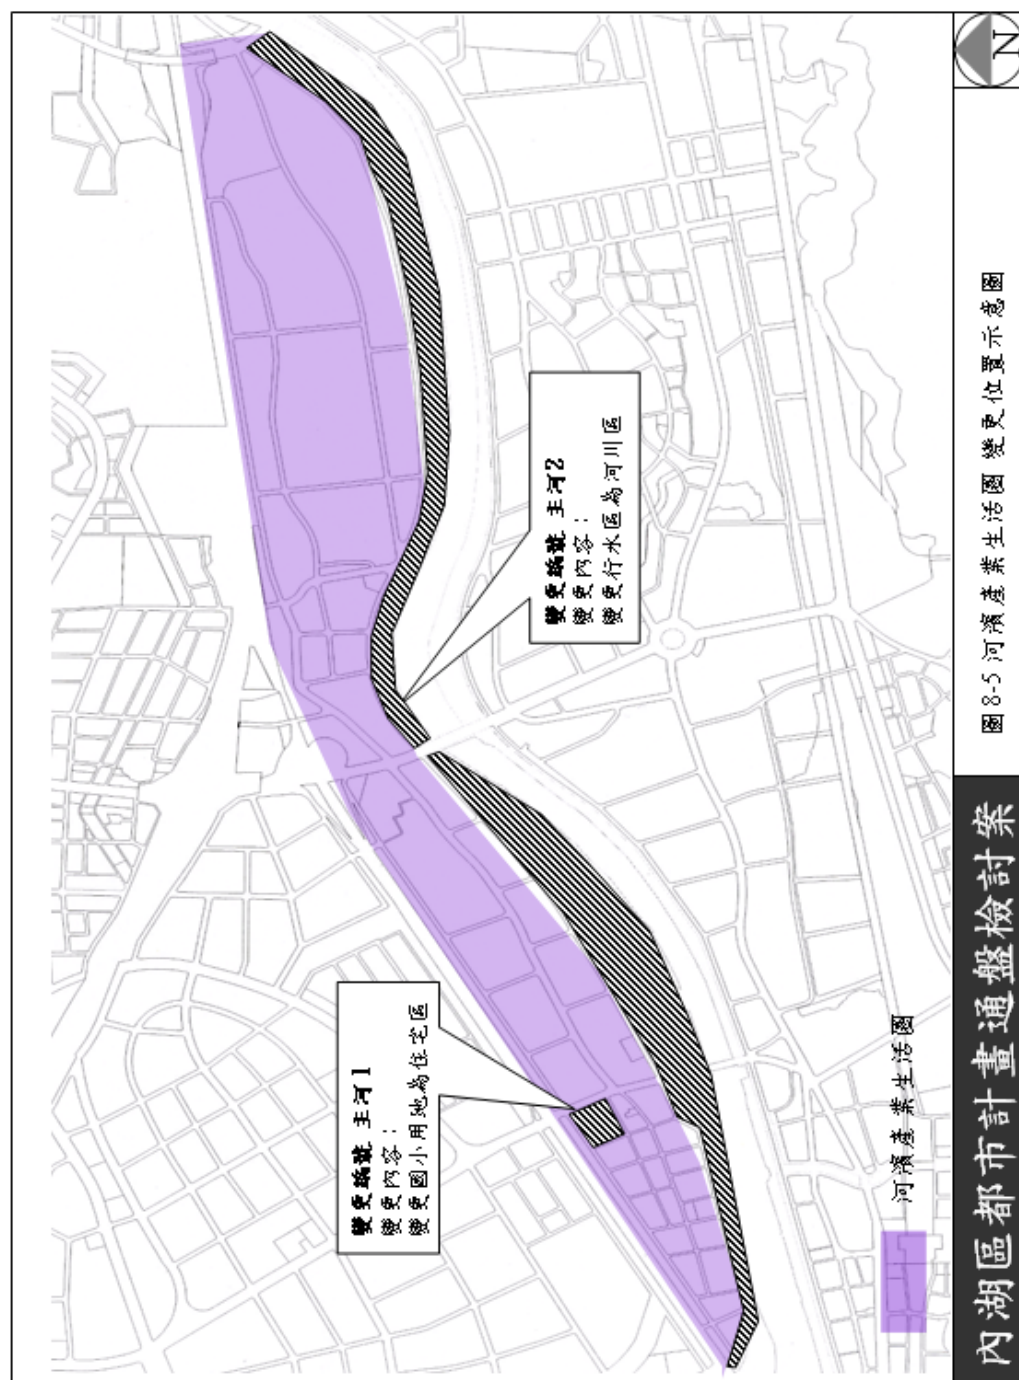 變更編號 主河1
變更內容：
變更國小用地為住宅區
變更編號 主河2
變更內容：
變更行水區為河川區
河濱產業生活圈
內湖區都市計畫通盤檢討案
圖8-5 河濱產業生活圈 變更位置示意圖
N